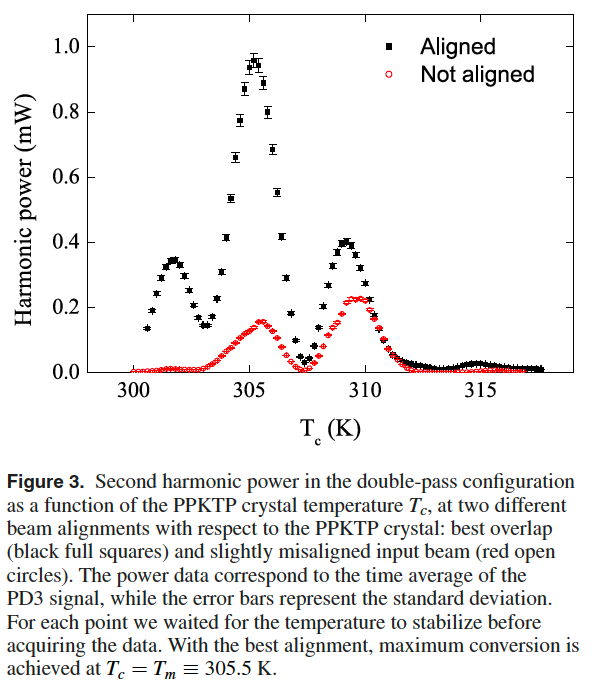 1.0
0.8
0.6
0.4
0.2
0.0
Harmonic power (mW)
Aligned
Not aligned
300
305
310
315
T_c (K)
Figure 3. Second harmonic power in the double-pass configuration
as a function of the PPKTP crystal temperature T_c, at two different
beam alignments with respect to the PPKTP crystal: best overlap
(black full squares) and slightly misaligned input beam (red open
circles). The power data correspond to the time average of the
PD3 signal, while the error bars represent the standard deviation.
For each point we waited for the temperature to stabilize before
acquiring the data. With the best alignment, maximum conversion is
achieved at T_c = T_m ≡ 305.5 K.